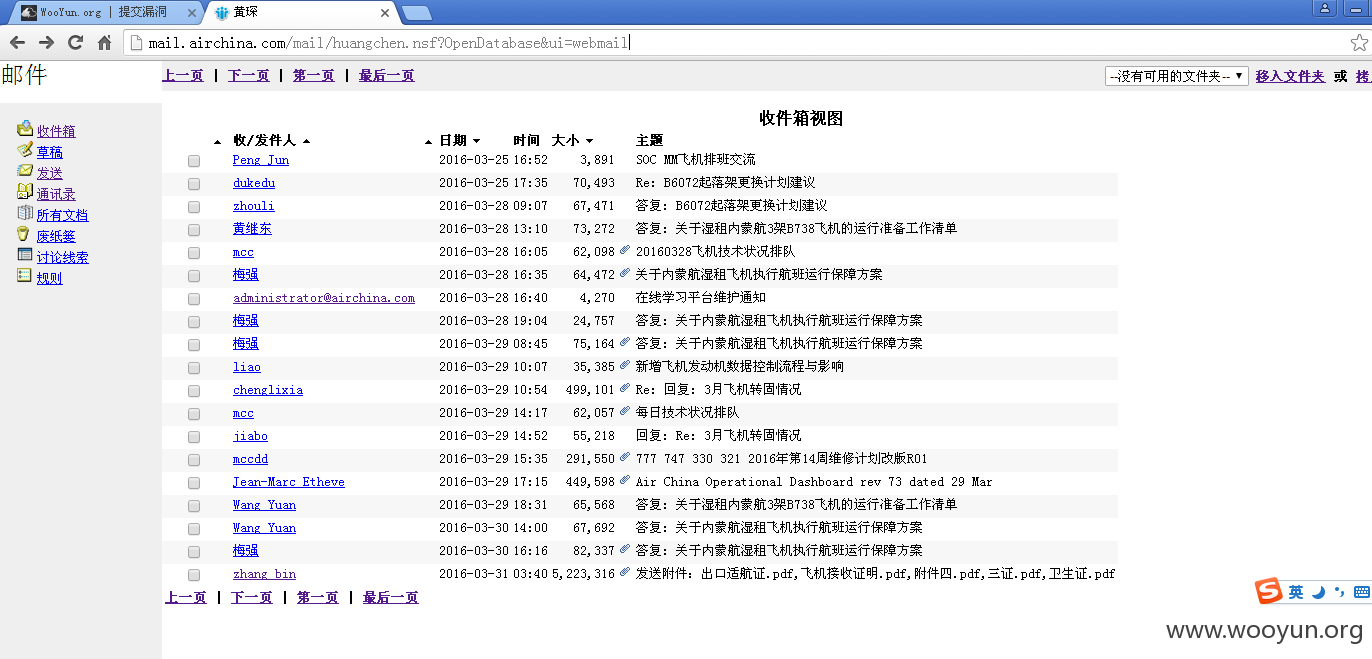 WooYun.org | 提交漏洞
黄琛
mail.airchina.com/mail/huangchen.nsf?OpenDatabase&ui=webmail
邮件
上一页 | 下一页 | 第一页 | 最后一页
--没有可用的文件夹-- 移入文件夹 或 拷
收件箱
草稿
发送
通讯录
所有文档
废纸篓
讨论线索
规则
收件箱视图
收/发件人 日期 时间 大小 主题
Peng Jun 2016-03-25 16:52 3,891 SOC MM飞机排班交流
dukedu 2016-03-25 17:35 70,493 Re: B6072起落架更换计划建议
zhouli 2016-03-28 09:07 67,471 答复: B6072起落架更换计划建议
黄继东 2016-03-28 13:10 73,272 答复: 关于湿租内蒙航3架B738飞机的运行准备工作清单
mcc 2016-03-28 16:05 62,098 20160328飞机技术状况排队
梅强 2016-03-28 16:35 64,472 关于内蒙航湿租飞机执行航班运行保障方案
administrator@airchina.com 2016-03-28 16:40 4,270 在线学习平台维护通知
梅强 2016-03-28 19:04 24,757 答复: 关于内蒙航湿租飞机执行航班运行保障方案
梅强 2016-03-29 08:45 75,164 答复: 关于内蒙航湿租飞机执行航班运行保障方案
liao 2016-03-29 10:07 35,385 新增飞机发动机数据控制流程与影响
chenglixia 2016-03-29 10:54 499,101 Re: 回复: 3月飞机转固情况
mcc 2016-03-29 14:17 62,057 每日技术状况排队
jiabo 2016-03-29 14:52 55,218 回复: Re: 3月飞机转固情况
mccdd 2016-03-29 15:35 291,550 777 747 330 321 2016年第14周维修计划改版R01
Jean-Marc Etheve 2016-03-29 17:15 449,598 Air China Operational Dashboard rev 73 dated 29 Mar
Wang Yuan 2016-03-29 18:31 65,568 答复: 关于湿租内蒙航3架B738飞机的运行准备工作清单
Wang Yuan 2016-03-30 14:00 67,692 答复: 关于内蒙航湿租飞机执行航班运行保障方案
梅强 2016-03-30 16:16 82,337 答复: 关于内蒙航湿租飞机执行航班运行保障方案
zhang bin 2016-03-31 03:40 5,223,316 发送附件: 出口适航证.pdf,飞机接收证明.pdf,附件四.pdf,三证.pdf,卫生证.pdf
上一页 | 下一页 | 第一页 | 最后一页
S 英
www.wooyun.org